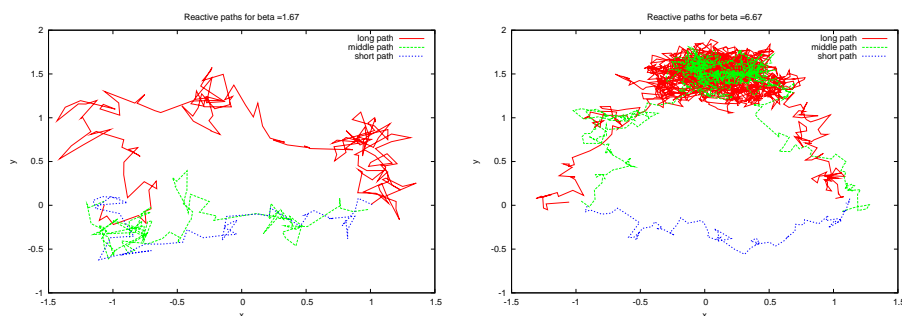 Reactive paths for beta =1.67
long path
middle path
short path
2
1.5
1
0.5
0
-0.5
-1
y
-1.5 -1 -0.5 0 0.5 1 1.5
x
Reactive paths for beta =6.67
long path
middle path
short path
2
1.5
1
0.5
0
-0.5
-1
y
-1.5 -1 -0.5 0 0.5 1 1.5
x